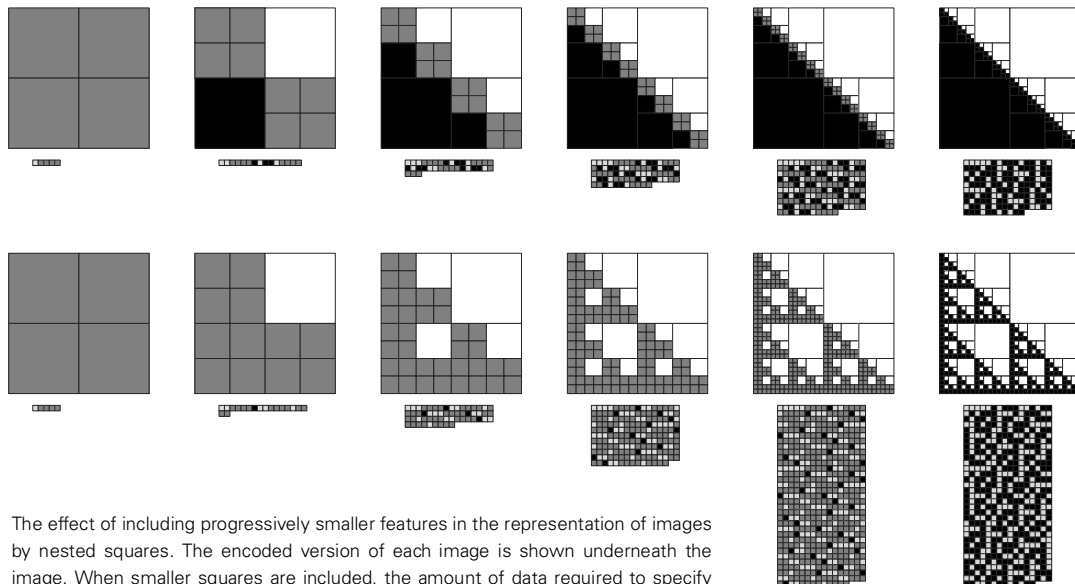 The effect of including progressively smaller features in the representation of images
by nested squares. The encoded version of each image is shown underneath the
image. When smaller squares are included, the amount of data required to specify